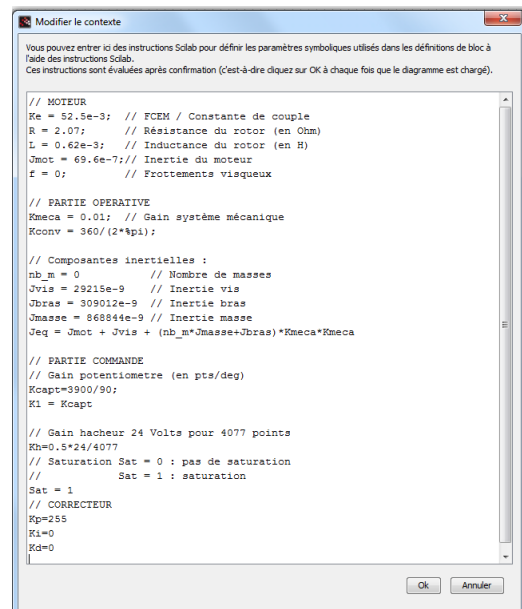 Modifier le contexte
Vous pouvez entrer ici des instructions Scilab pour définir les paramètres symboliques utilisés dans les définitions de bloc à
l'aide des instructions Scilab.
Ces instructions sont évaluées après confirmation (c'est-à-dire cliquez sur OK à chaque fois que le diagramme est chargé).
// MOTEUR
Ke = 52.5e-3;  // FCEM / Constante de couple
R = 2.07;      // Résistance du rotor (en Ohm)
L = 0.62e-3;   // Inductance du rotor (en H)
Jmot = 69.6e-7;// Inertie du moteur
f = 0;         // Frottements visqueux
// PARTIE OPERATIVE
Kmeca = 0.01;  // Gain système mécanique
Kconv = 360/(2*%pi);
// Composantes inertielles :
nb_m = 0          // Nombre de masses
Jvis = 29215e-9   // Inertie vis
Jbras = 309012e-9  // Inertie bras
Jmasse = 868844e-9 // Inertie masse
Jeq = Jmot + Jvis + (nb_m*Jmasse+Jbras)*Kmeca*Kmeca
// PARTIE COMMANDE
// Gain potentiometre (en pts/deg)
Kcapt=3900/90;
K1 = Kcapt
// Gain hacheur 24 Volts pour 4077 points
Kh=0.5*24/4077
// Saturation Sat = 0 : pas de saturation
//            Sat = 1 : saturation
Sat = 1
// CORRECTEUR
Kp=255
Ki=0
Kd=0
Ok
Annuler